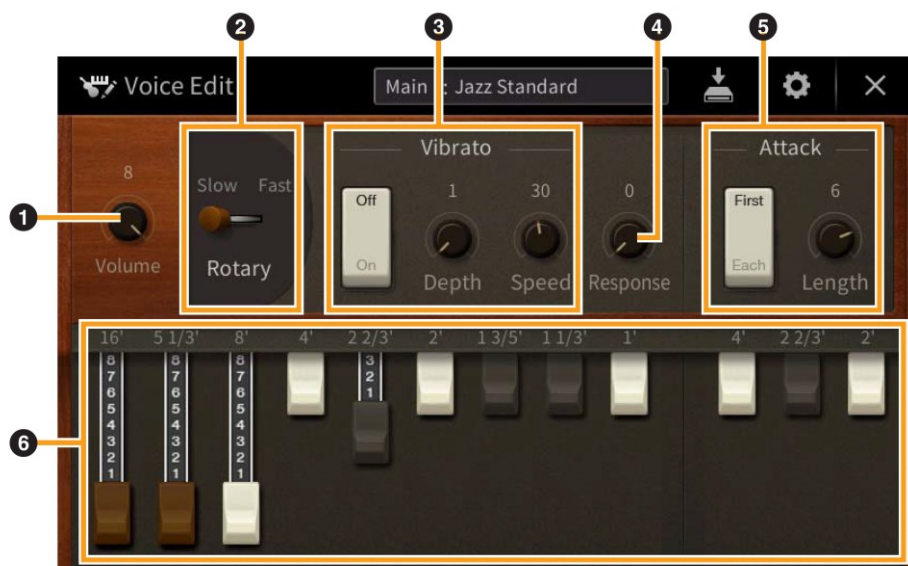 2 3 4 5
Voice Edit Main : Jazz Standard
Vibrato Attack
8 Slow Fast Off 1 30 0 First 6
1
On Each
Volume Rotary Depth Speed Response Length
16' 5 1/3' 8' 4' 2 2/3' 2' 1 3/5' 1 1/3' 1' 4' 2 2/3' 2'
8 8 8 3
7 7 7 2
6 6 6 1
5 5 5
4 4 4
6
3 3 3
2 2 2
1 1 1